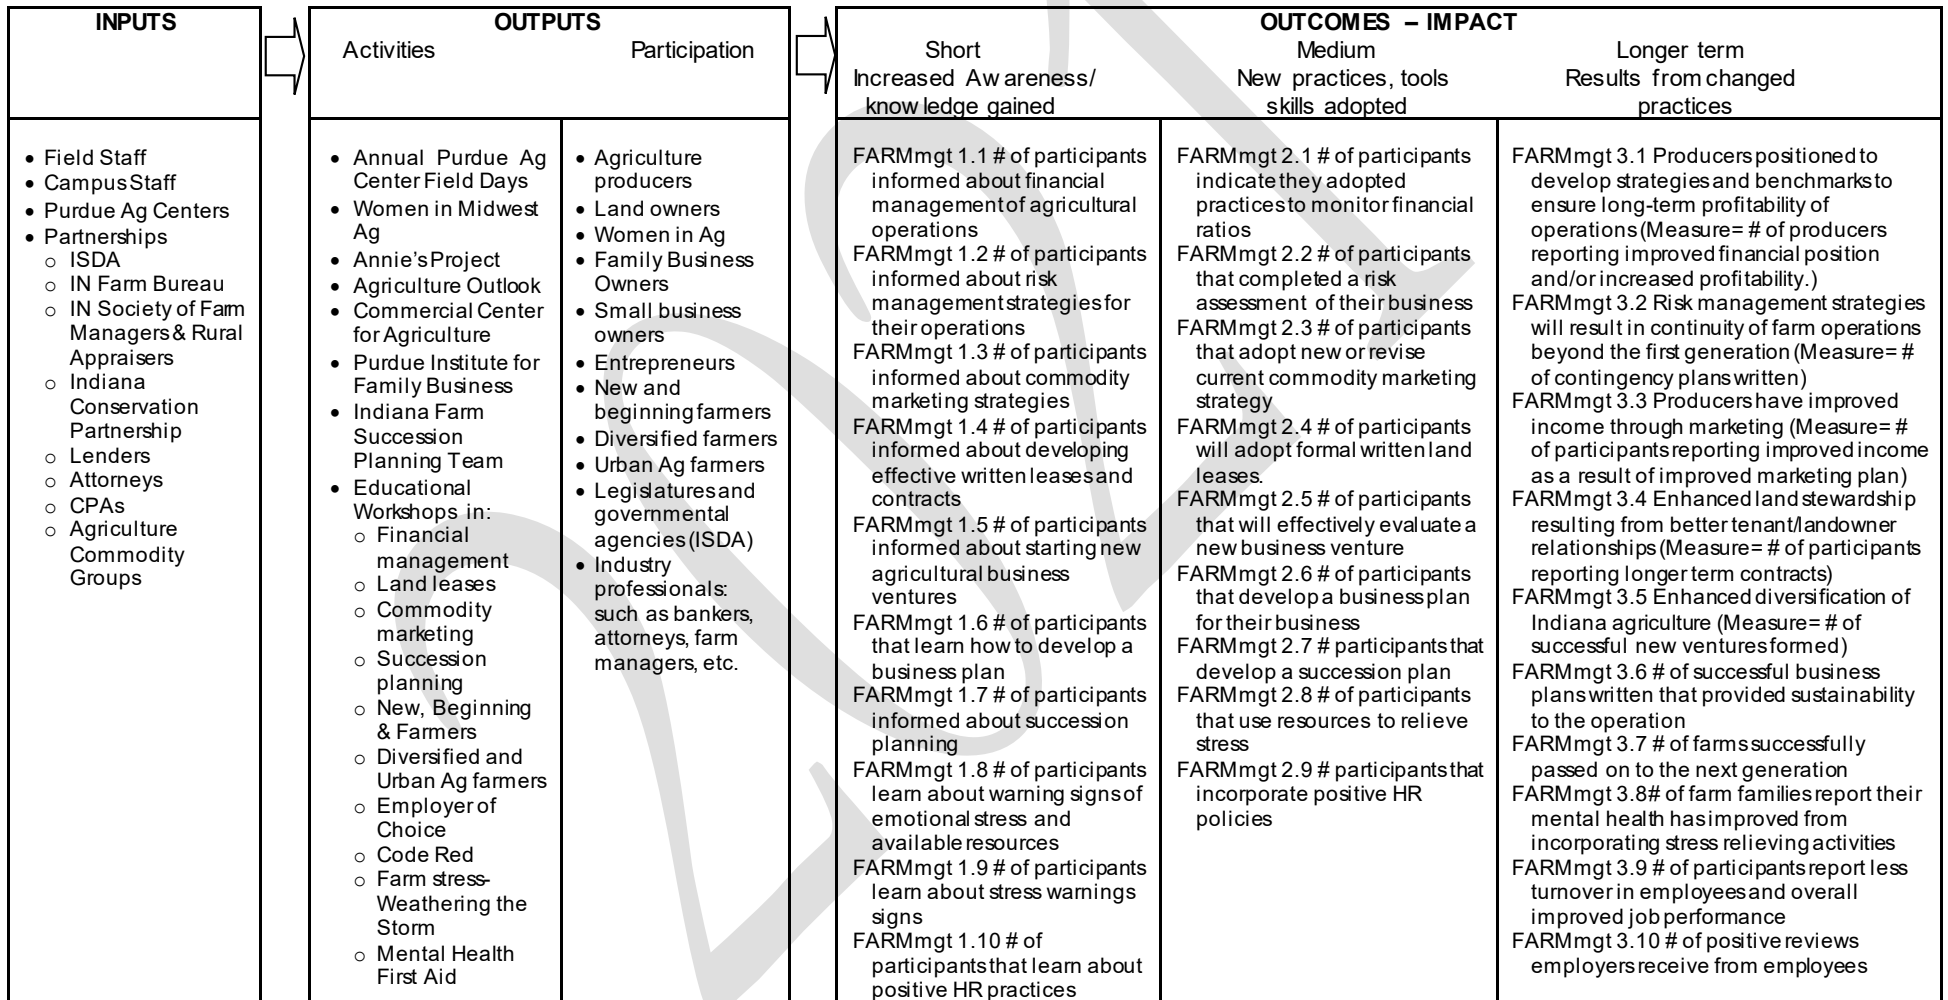 INPUTS
OUTPUTS
Activities Participation
OUTCOMES – IMPACT
Short Medium Longer term
Increased Awareness/ New practices, tools Results from changed
knowledge gained skills adopted practices
• Field Staff
• Campus Staff
• Purdue Ag Centers
• Partnerships
o ISDA
o IN Farm Bureau
o IN Society of Farm
Managers & Rural
Appraisers
o Indiana
Conservation
Partnership
o Lenders
o Attorneys
o CPAs
o Agriculture
Commodity
Groups
• Annual Purdue Ag
Center Field Days
• Women in Midwest
Ag
• Annie's Project
• Agriculture Outlook
• Commercial Center
for Agriculture
• Purdue Institute for
Family Business
• Indiana Farm
Succession
Planning Team
• Educational
Workshops in:
o Financial
management
o Land leases
o Commodity
marketing
o Succession
planning
o New, Beginning
& Farmers
o Diversified and
Urban Ag farmers
o Employer of
Choice
o Code Red
o Farm stress-
Weathering the
Storm
o Mental Health
First Aid
• Agriculture
producers
• Land owners
• Women in Ag
• Family Business
Owners
• Small business
owners
• Entrepreneurs
• New and
beginning farmers
• Diversified farmers
• Urban Ag farmers
• Legislatures and
governmental
agencies (ISDA)
• Industry
professionals:
such as bankers,
attorneys, farm
managers, etc.
FARMmgt 1.1 # of participants
informed about financial
management of agricultural
operations
FARMmgt 1.2 # of participants
informed about risk
management strategies for
their operations
FARMmgt 1.3 # of participants
informed about commodity
marketing strategies
FARMmgt 1.4 # of participants
informed about developing
effective written leases and
contracts
FARMmgt 1.5 # of participants
informed about starting new
agricultural business
ventures
FARMmgt 1.6 # of participants
that learn how to develop a
business plan
FARMmgt 1.7 # of participants
informed about succession
planning
FARMmgt 1.8 # of participants
learn about warning signs of
emotional stress and
available resources
FARMmgt 1.9 # of participants
learn about stress warnings
signs
FARMmgt 1.10 # of
participants that learn about
positive HR practices
FARMmgt 2.1 # of participants
indicate they adopted
practices to monitor financial
ratios
FARMmgt 2.2 # of participants
that completed a risk
assessment of their business
FARMmgt 2.3 # of participants
that adopt new or revise
current commodity marketing
strategy
FARMmgt 2.4 # of participants
will adopt formal written land
leases.
FARMmgt 2.5 # of participants
that will effectively evaluate a
new business venture
FARMmgt 2.6 # of participants
that develop a business plan
for their business
FARMmgt 2.7 # participants that
develop a succession plan
FARMmgt 2.8 # of participants
that use resources to relieve
stress
FARMmgt 2.9 # participants that
incorporate positive HR
policies
FARMmgt 3.1 Producers positioned to
develop strategies and benchmarks to
ensure long-term profitability of
operations (Measure= # of producers
reporting improved financial position
and/or increased profitability.)
FARMmgt 3.2 Risk management strategies
will result in continuity of farm operations
beyond the first generation (Measure= #
of contingency plans written)
FARMmgt 3.3 Producers have improved
income through marketing (Measure= #
of participants reporting improved income
as a result of improved marketing plan)
FARMmgt 3.4 Enhanced land stewardship
resulting from better tenant/landowner
relationships (Measure= # of participants
reporting longer term contracts)
FARMmgt 3.5 Enhanced diversification of
Indiana agriculture (Measure= # of
successful new ventures formed)
FARMmgt 3.6 # of successful business
plans written that provided sustainability
to the operation
FARMmgt 3.7 # of farms successfully
passed on to the next generation
FARMmgt 3.8# of farm families report their
mental health has improved from
incorporating stress relieving activities
FARMmgt 3.9 # of participants report less
turnover in employees and overall
improved job performance
FARMmgt 3.10 # of positive reviews
employers receive from employees
2021